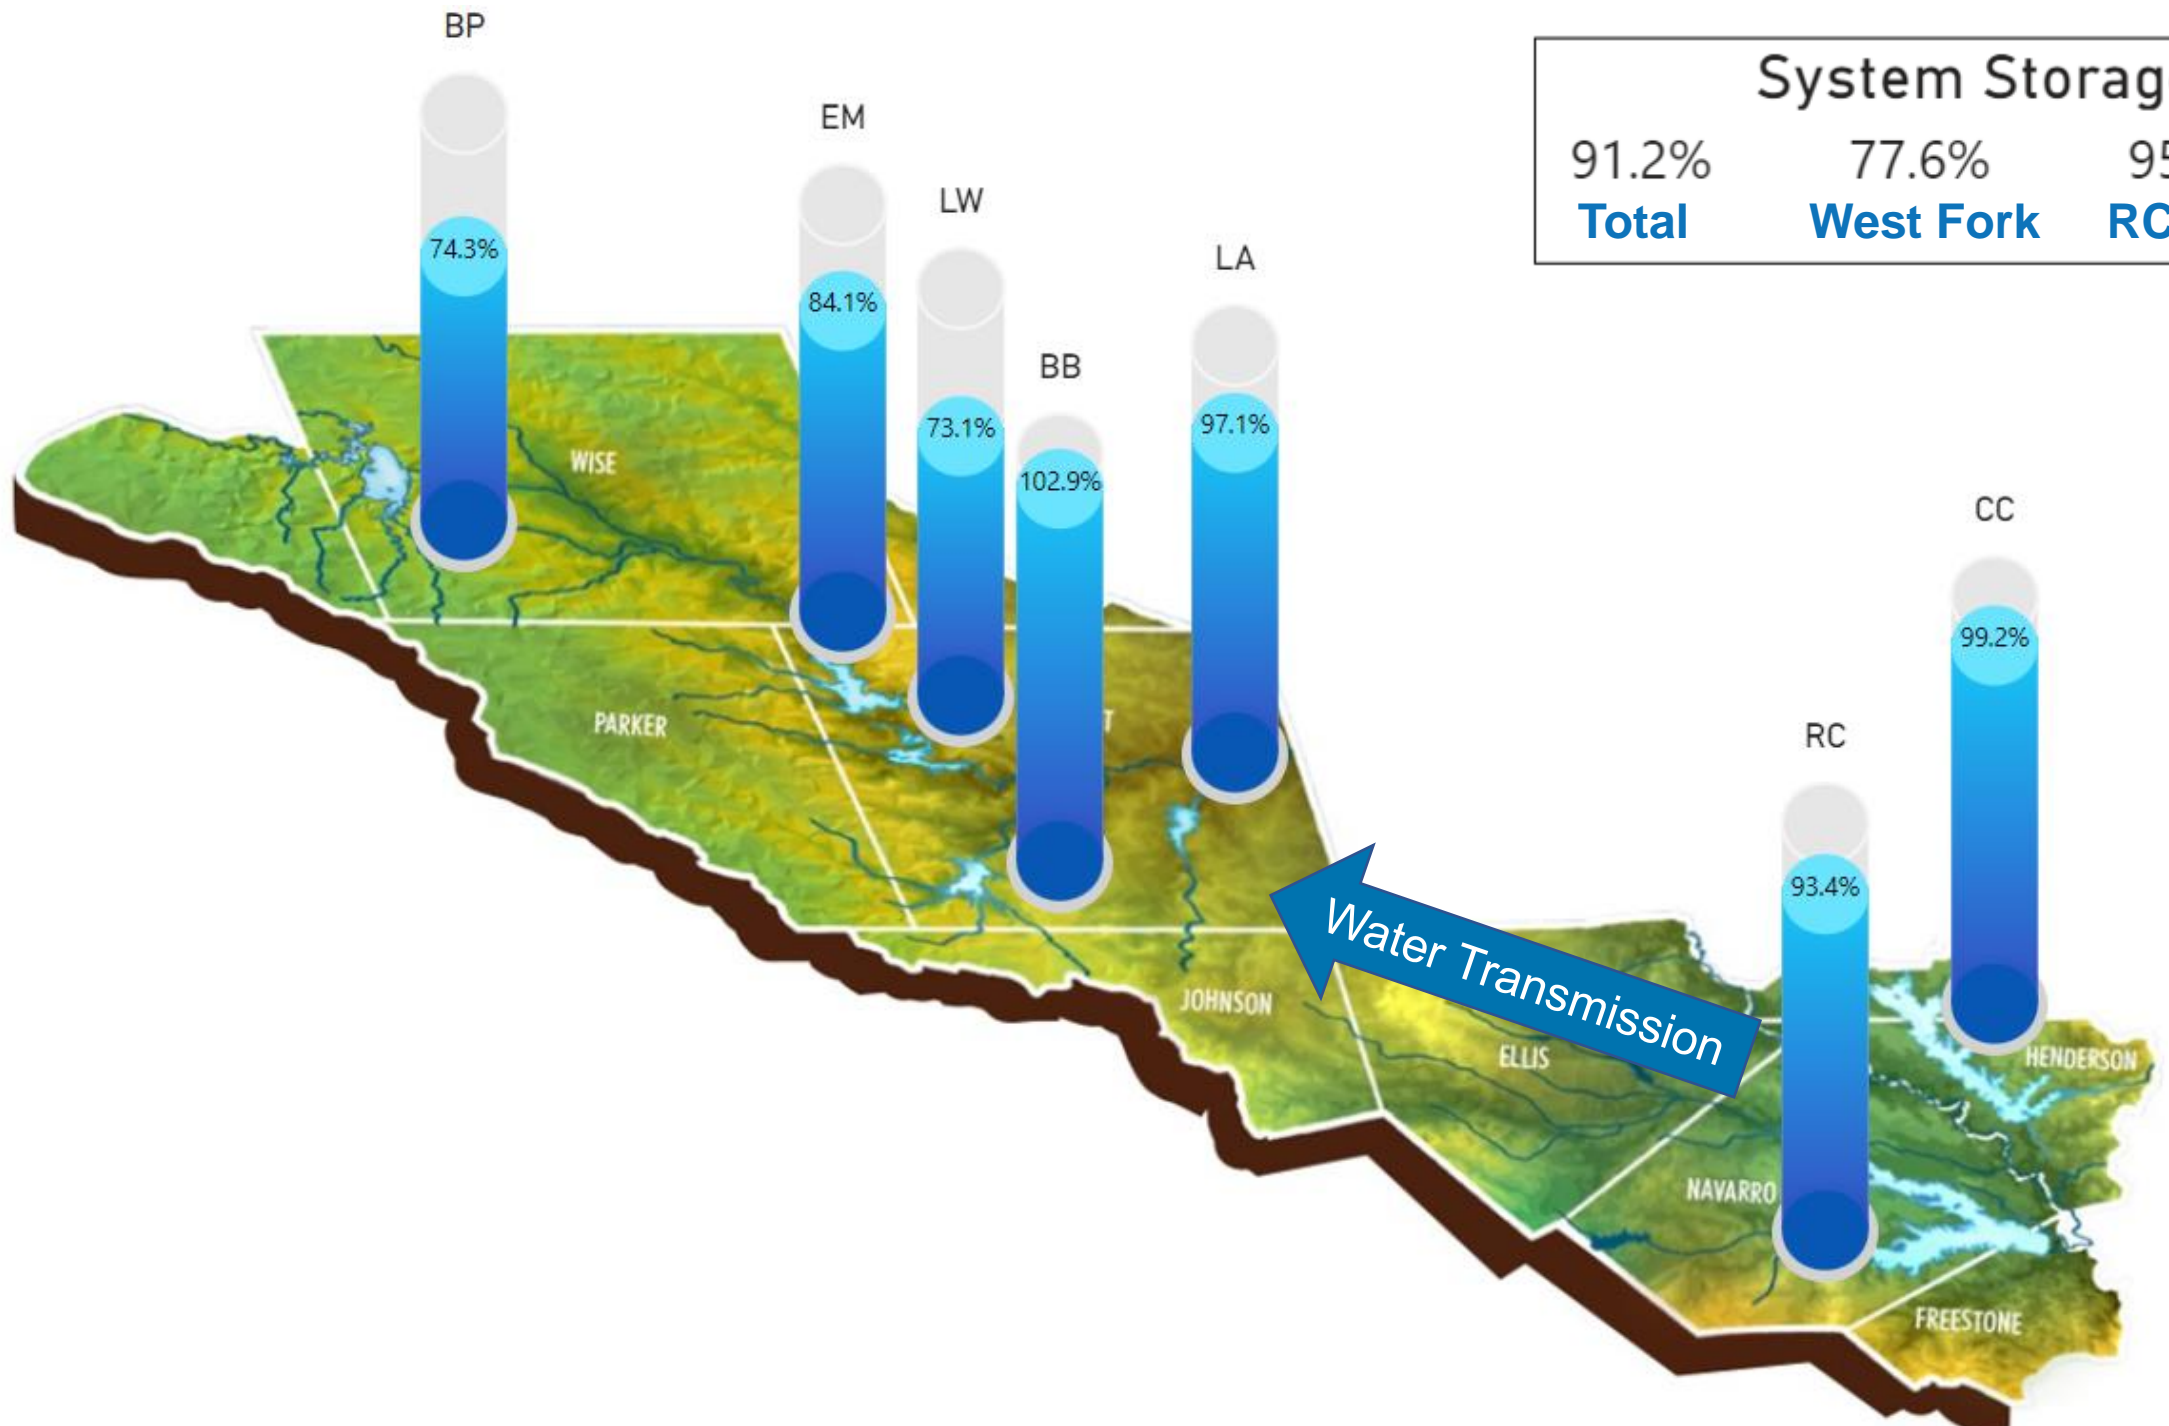 BP
EM
LW
LA
BB
CC
RC
System Storag
91.2% 77.6% 95
Total West Fork RC
74.3%
84.1%
73.1%
97.1%
102.9%
99.2%
93.4%
WISE
PARKER
T
JOHNSON
Water Transmission
ELLIS
HENDERSON
NAVARRO
FREESTONE